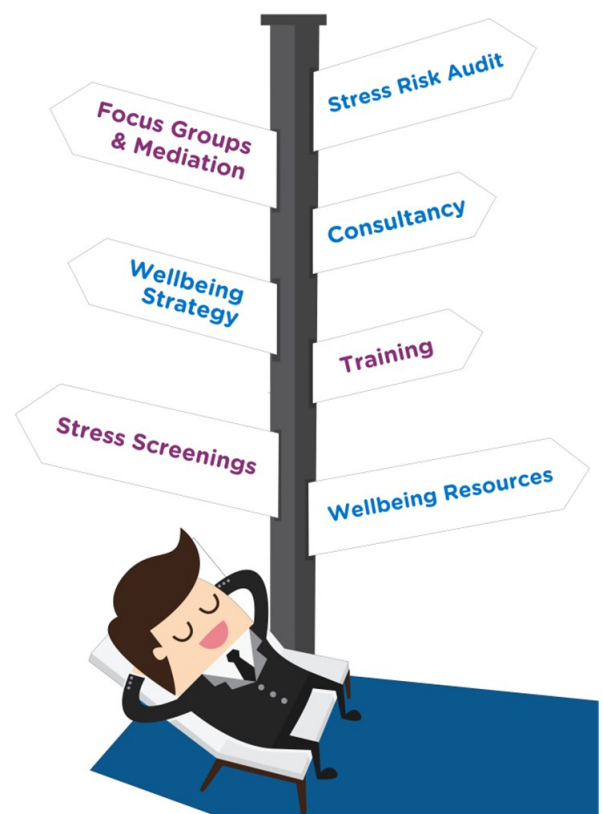 Stress Risk Audit
Focus Groups
& Mediation
Consultancy
Wellbeing
Strategy
Training
Stress Screenings
Wellbeing Resources